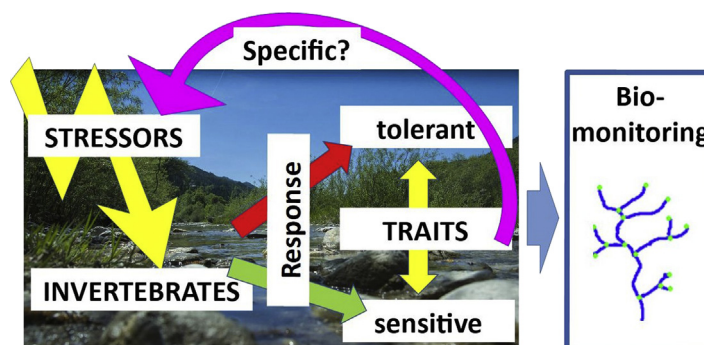 Specific?
STRESSORS
tolerant
Response
TRAITS
INVERTEBRATES
sensitive
Bio-
monitoring